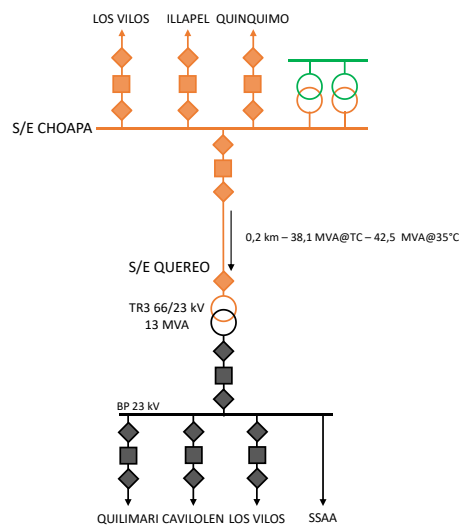 LOS VILOS ILLAPEL QUINQUIMO
S/E CHOAPA
0,2 km – 38,1 MVA@TC – 42,5 MVA@35°C
S/E QUEREO
TR3 66/23 kV
13 MVA
BP 23 kV
QUILIMARI CAVILOLEN LOS VILOS SSAA